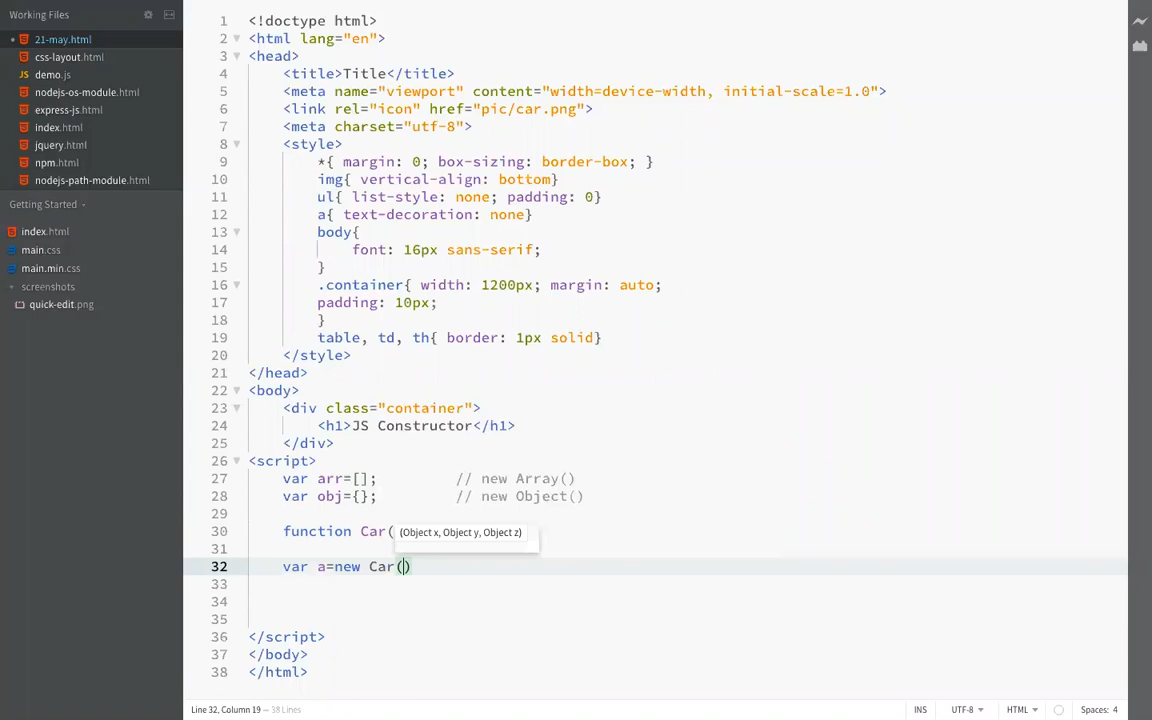 Working Files
21-may.html
css-layout.html
JS demo.js
nodejs-os-module.html
express-js.html
index.html
jquery.html
npm.html
nodejs-path-module.html
Getting Started
index.html
main.css
main.min.css
screenshots
quick-edit.png
1 <!doctype html>
2 <html lang="en">
3 <head>
4 <title>Title</title>
5 <meta name="viewport" content="width=device-width, initial-scale=1.0">
6 <link rel="icon" href="pic/car.png">
7 <meta charset="utf-8">
8 <style>
9 *{ margin: 0; box-sizing: border-box; }
10 img{ vertical-align: bottom}
11 ul{ list-style: none; padding: 0}
12 a{ text-decoration: none}
13 body{
14 font: 16px sans-serif;
15 }
16 .container{ width: 1200px; margin: auto;
17 padding: 10px;
18 }
19 table, td, th{ border: 1px solid}
20 </style>
21 </head>
22 <body>
23 <div class="container">
24 <h1>JS Constructor</h1>
25 </div>
26 <script>
27 var arr=[]; // new Array()
28 var obj={}; // new Object()
29
30 function Car( (Object x, Object y, Object z)
31
32 var a=new Car()
33
34
35
36 </script>
37 </body>
38 </html>
Line 32, Column 19 — 38 Lines INS UTF-8 HTML Spaces: 4